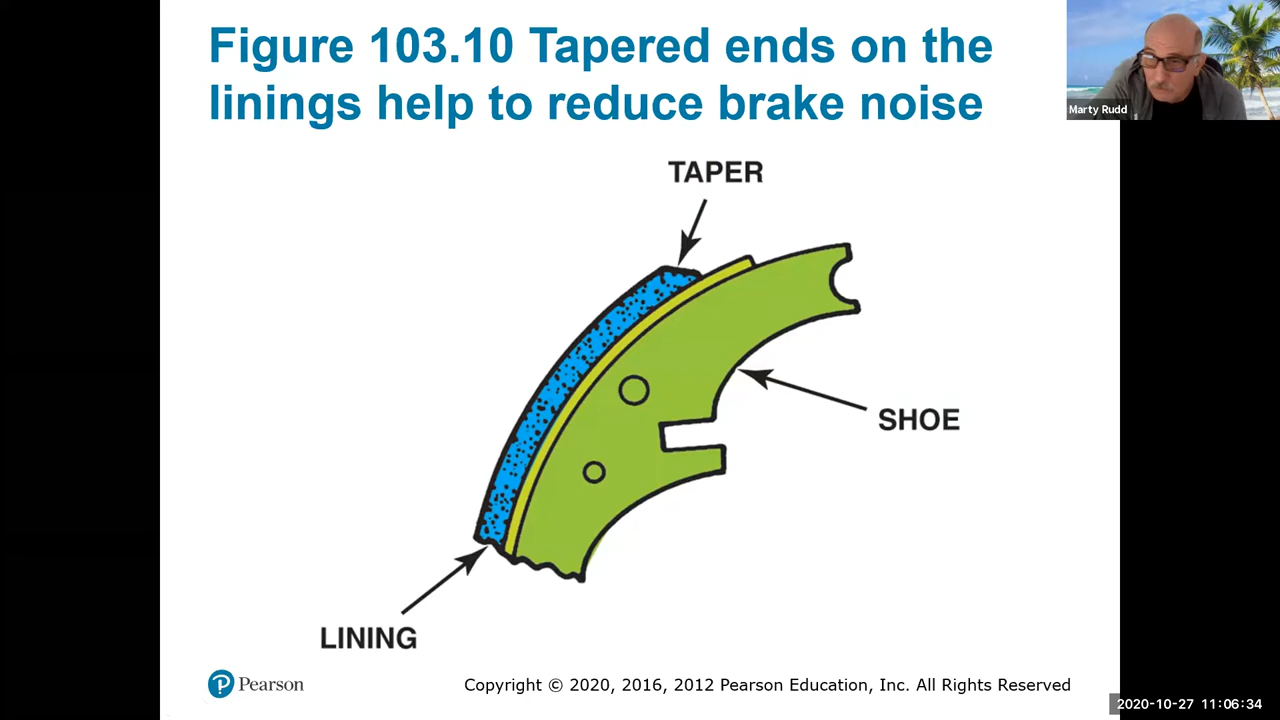 Figure 103.10 Tapered ends on the
linings help to reduce brake noise
Marty Rudd
TAPER
SHOE
LINING
Pearson
Copyright © 2020, 2016, 2012 Pearson Education, Inc. All Rights Reserved
2020-10-27 11:06:34